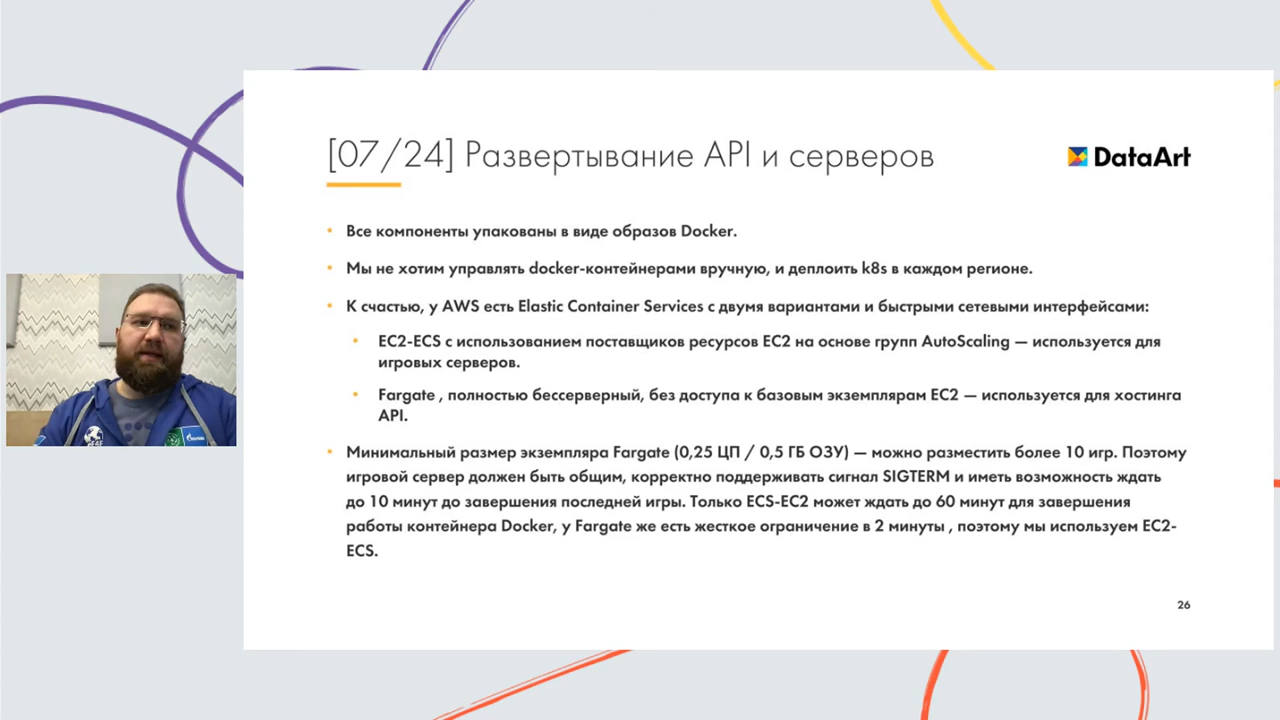 [07/24] Развертывание API и серверов
DataArt
Все компоненты упакованы в виде образов Docker.
Мы не хотим управлять docker-контейнерами вручную, и деплоить k8s в каждом регионе.
К счастью, у AWS есть Elastic Container Services с двумя вариантами и быстрыми сетевыми интерфейсами:
EC2-ECS с использованием поставщиков ресурсов EC2 на основе групп AutoScaling — используется для
игровых серверов.
Fargate , полностью бессерверный, без доступа к базовым экземплярам EC2 — используется для хостинга
API.
Минимальный размер экземпляра Fargate (0,25 ЦП / 0,5 ГБ ОЗУ) — можно разместить более 10 игр. Поэтому
игровой сервер должен быть общим, корректно поддерживать сигнал SIGTERM и иметь возможность ждать
до 10 минут до завершения последней игры. Только ECS-EC2 может ждать до 60 минут для завершения
работы контейнера Docker, у Fargate же есть жесткое ограничение в 2 минуты , поэтому мы используем EC2-
ECS.
26